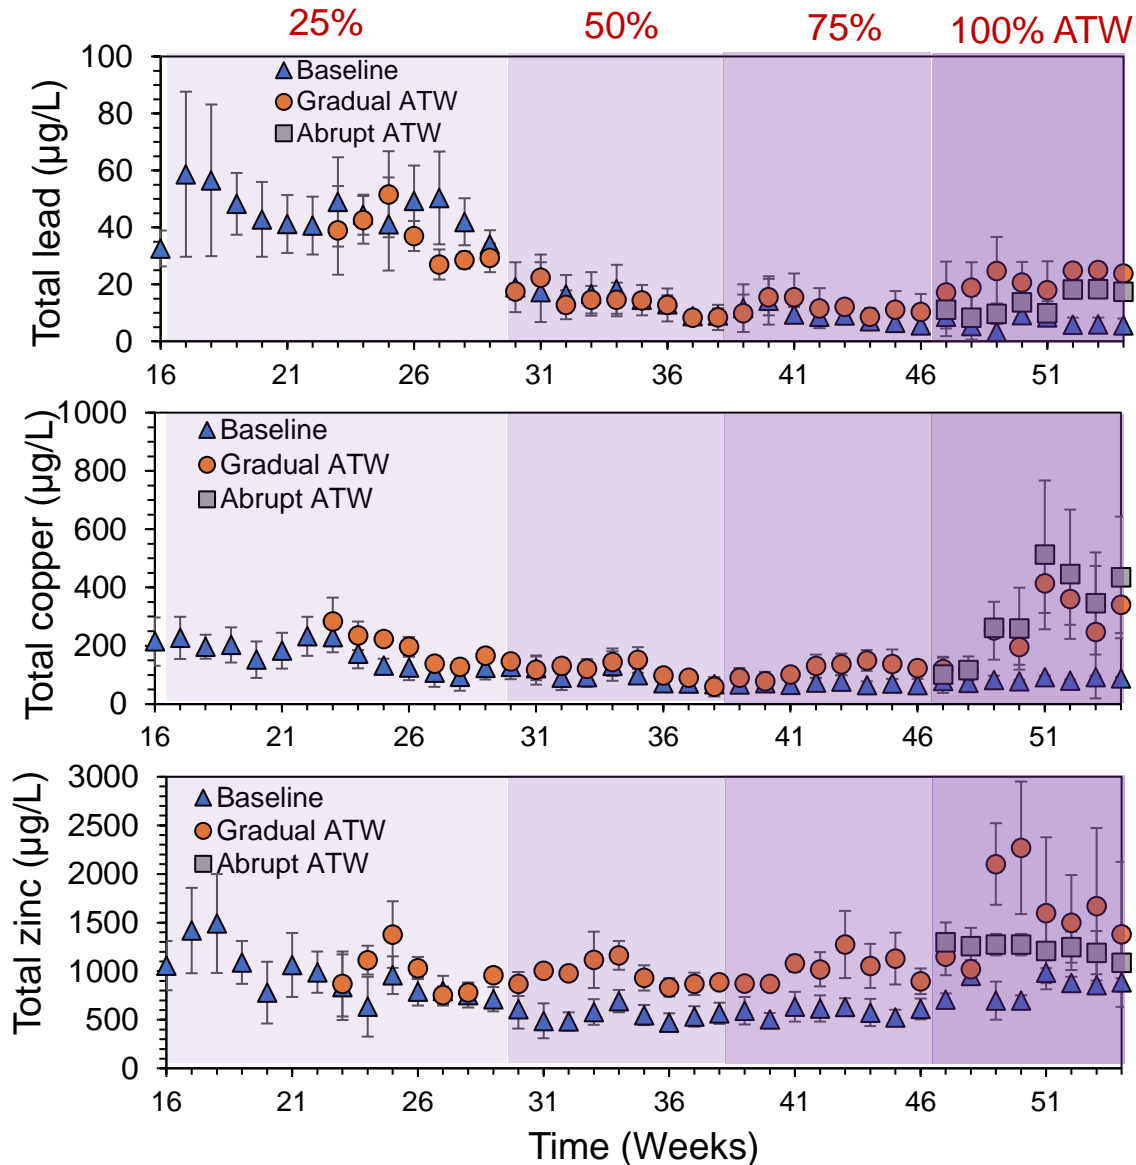 25% 50% 75% 100% ATW
100
80
60
40
20
0
Total lead (µg/L)
Baseline
Gradual ATW
Abrupt ATW
16 21 26 31 36 41 46 51
1000
800
600
400
200
0
Total copper (µg/L)
Baseline
Gradual ATW
Abrupt ATW
16 21 26 31 36 41 46 51
3000
2500
2000
1500
1000
500
0
Total zinc (µg/L)
Baseline
Gradual ATW
Abrupt ATW
16 21 26 31 36 41 46 51
Time (Weeks)